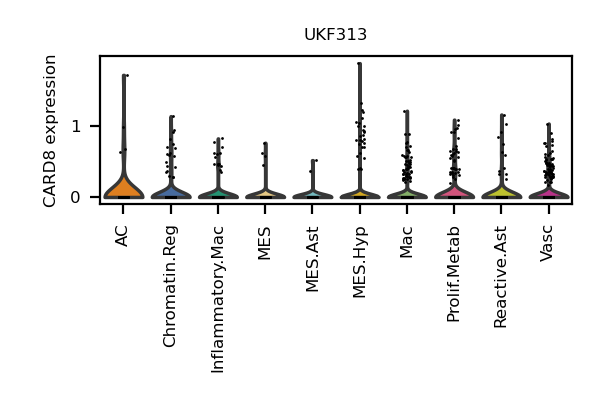 UKF313
CARD8 expression
1
0
AC
Chromatin.Reg
Inflammatory.Mac
MES
MES.Ast
MES.Hyp
Mac
Prolif.Metab
Reactive.Ast
Vasc